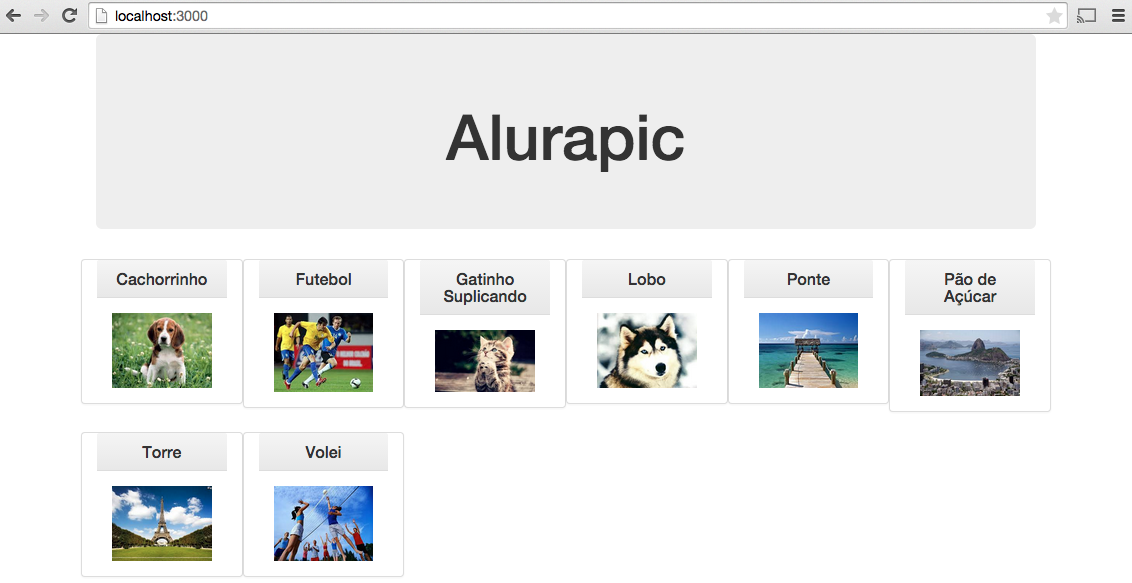 localhost:3000
Alurapic
Cachorrinho
Futebol
Gatinho
Suplicando
Lobo
Ponte
Pão de
Açúcar
Torre
Volei